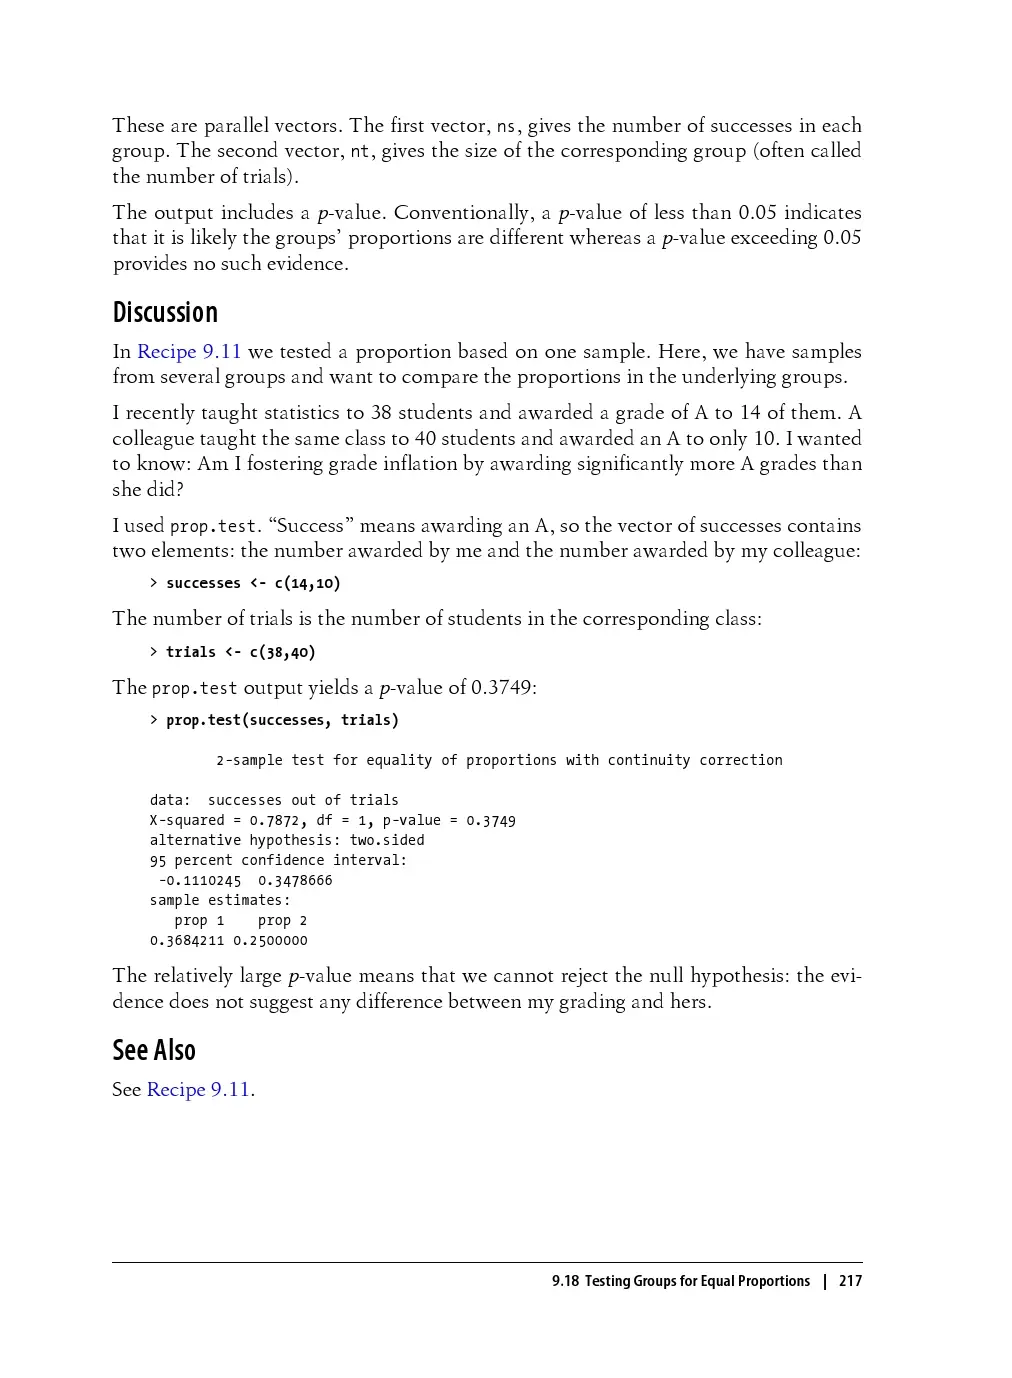 These are parallel vectors. The first vector, ns, gives the number of successes in each
group. The second vector, nt, gives the size of the corresponding group (often called
the number of trials).
The output includes a p-value. Conventionally, a p-value of less than 0.05 indicates
that it is likely the groups’ proportions are different whereas a p-value exceeding 0.05
provides no such evidence.
Discussion
In Recipe 9.11 we tested a proportion based on one sample. Here, we have samples
from several groups and want to compare the proportions in the underlying groups.
I recently taught statistics to 38 students and awarded a grade of A to 14 of them. A
colleague taught the same class to 40 students and awarded an A to only 10. I wanted
to know: Am I fostering grade inflation by awarding significantly more A grades than
she did?
I used prop.test. “Success” means awarding an A, so the vector of successes contains
two elements: the number awarded by me and the number awarded by my colleague:
> successes <- c(14,10)
The number of trials is the number of students in the corresponding class:
> trials <- c(38,40)
The prop.test output yields a p-value of 0.3749:
> prop.test(successes, trials)
2-sample test for equality of proportions with continuity correction
data:  successes out of trials
X-squared = 0.7872, df = 1, p-value = 0.3749
alternative hypothesis: two.sided
95 percent confidence interval:
-0.1110245  0.3478666
sample estimates:
prop 1    prop 2
0.3684211 0.2500000
The relatively large p-value means that we cannot reject the null hypothesis: the evi-
dence does not suggest any difference between my grading and hers.
See Also
See Recipe 9.11.
9.18 Testing Groups for Equal Proportions | 217